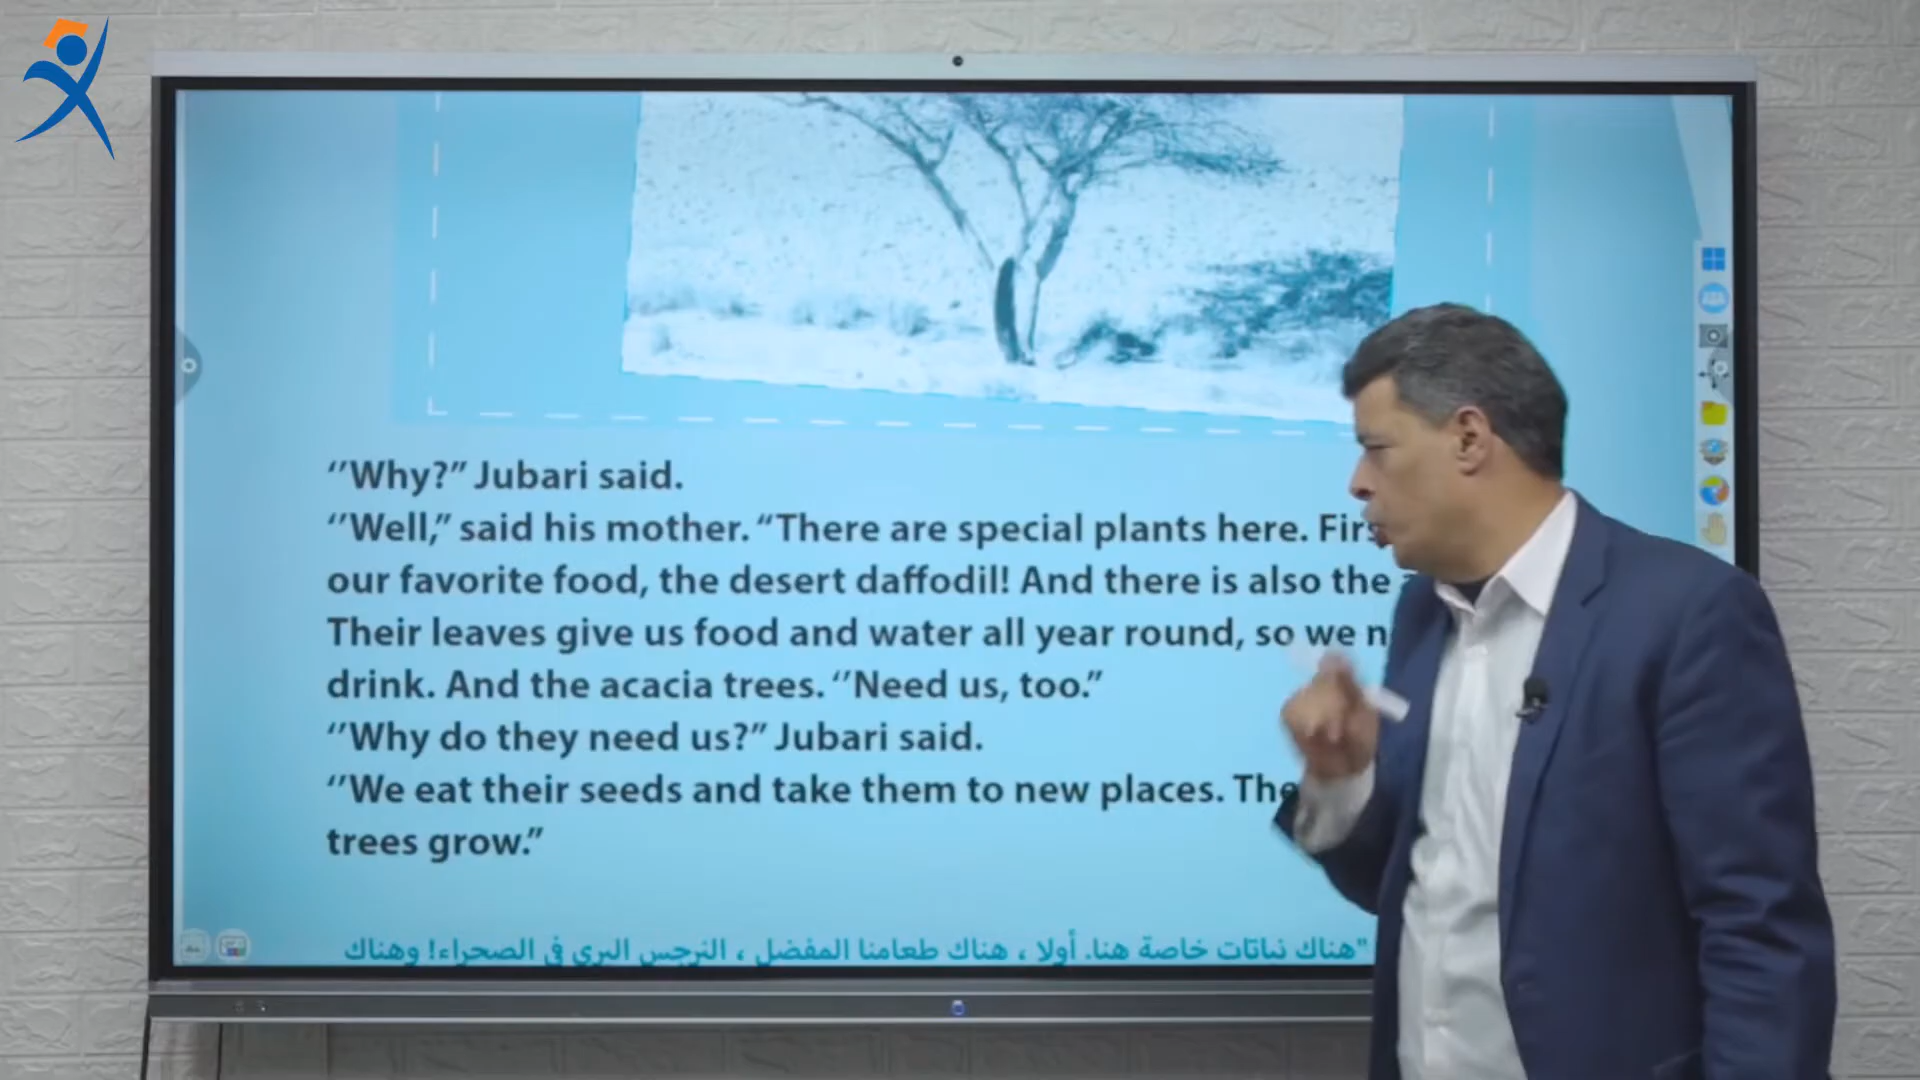 ‘’Why?” Jubari said.
‘’Well,” said his mother. “There are special plants here.
our favorite food, the desert daffodil! And there is also the
Their leaves give us food and water all year round, so we
drink. And the acacia trees. ‘’Need us, too.”
‘’Why do they need us?” Jubari said.
‘’We eat their seeds and take them to new places.
trees grow.”
"هناك نباتات خاصة هنا. أولا ، هناك طعامنا المفضل ، النرجس البري في الصحراء! وهناك